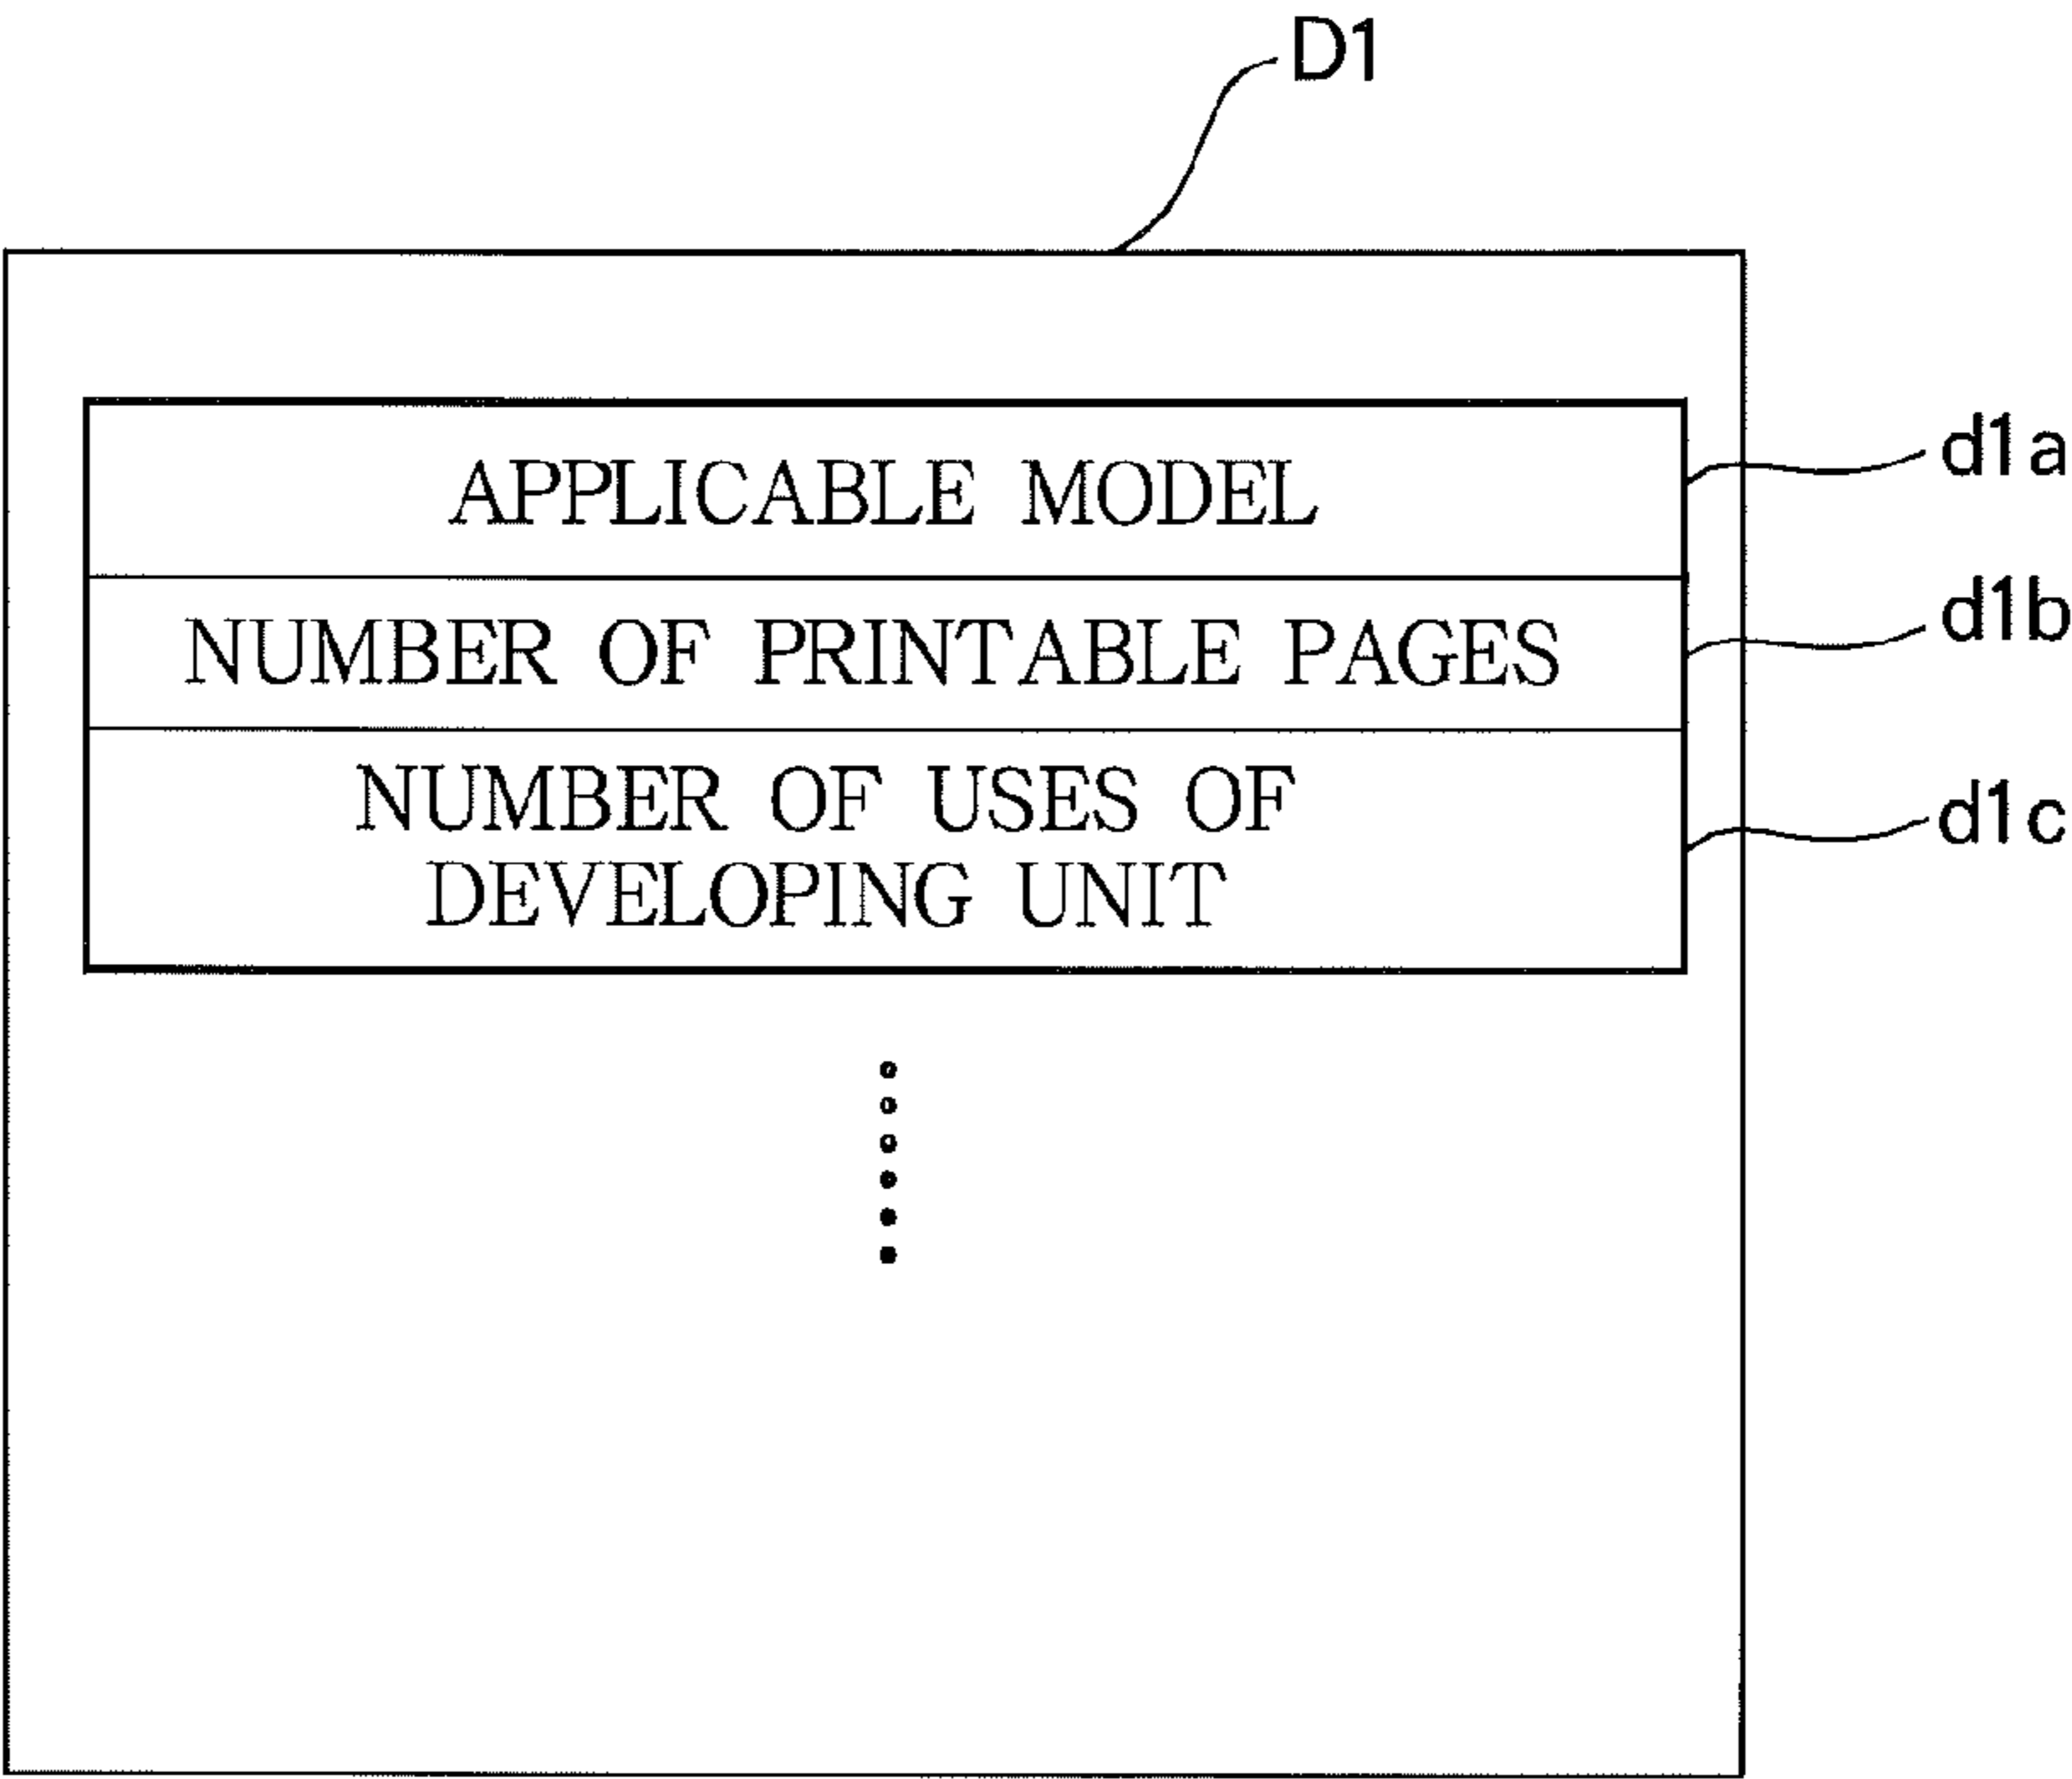 D1
APPLICABLE MODEL
d1a
NUMBER OF PRINTABLE PAGES
d1b
NUMBER OF USES OF
DEVELOPING UNIT
d1c